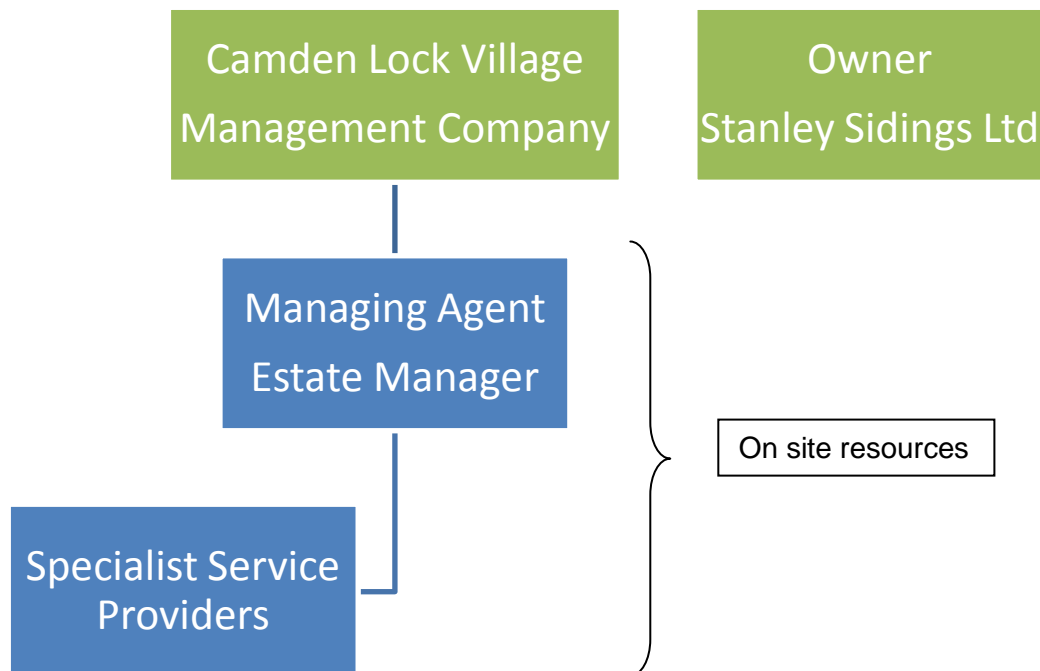 Camden Lock Village
Management Company
Owner
Stanley Sidings Ltd
Managing Agent
Estate Manager
On site resources
Specialist Service
Providers